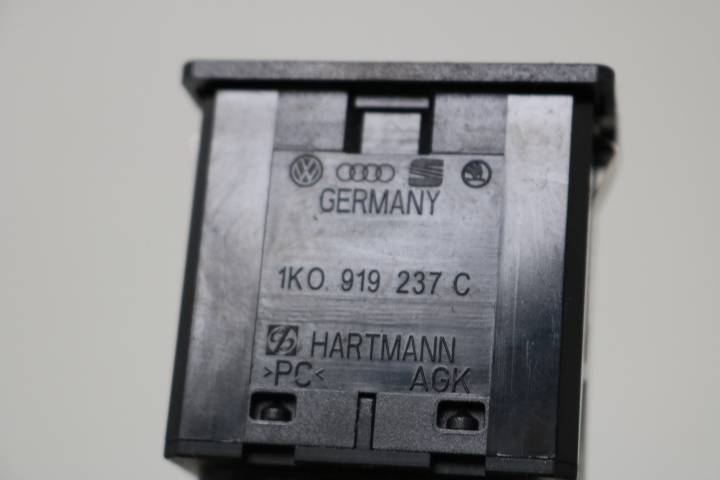 GERMANY
1K0. 919 237 C
HARTMANN
>PC< AGK